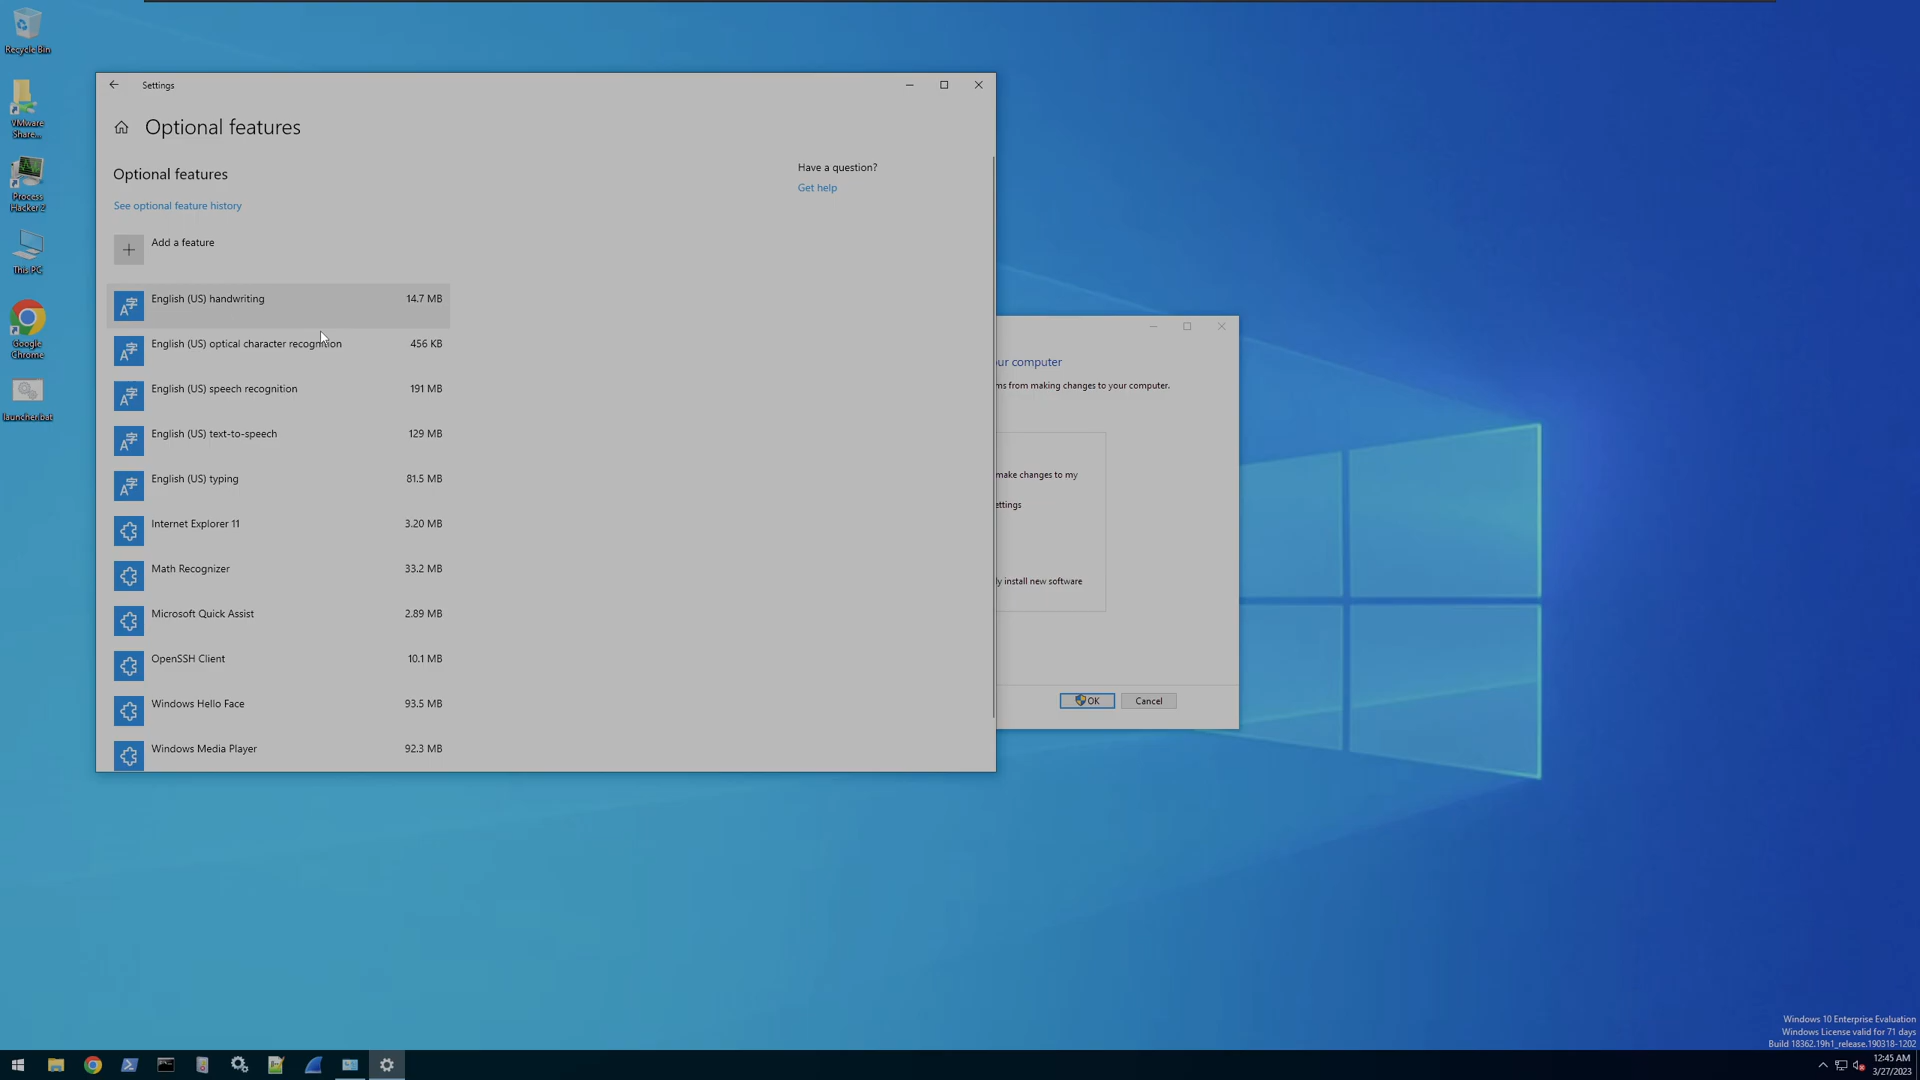 Recycle Bin
VMware
Share...
Process
Hacker 2
This PC
Google
Chrome
launcher.bat
Settings
Optional features
Optional features
See optional feature history
Add a feature
English (US) handwriting 14.7 MB
English (US) optical character recognition 456 KB
English (US) speech recognition 191 MB
English (US) text-to-speech 129 MB
English (US) typing 81.5 MB
Internet Explorer 11 3.20 MB
Math Recognizer 33.2 MB
Microsoft Quick Assist 2.89 MB
OpenSSH Client 10.1 MB
Windows Hello Face 93.5 MB
Windows Media Player 92.3 MB
Have a question?
Get help
ur computer
ms from making changes to your computer.
make changes to my
ettings
ly install new software
OK Cancel
Windows 10 Enterprise Evaluation
Windows License valid for 71 days
Build 18362.19h1_release.190318-1202
12:45 AM
3/27/2023